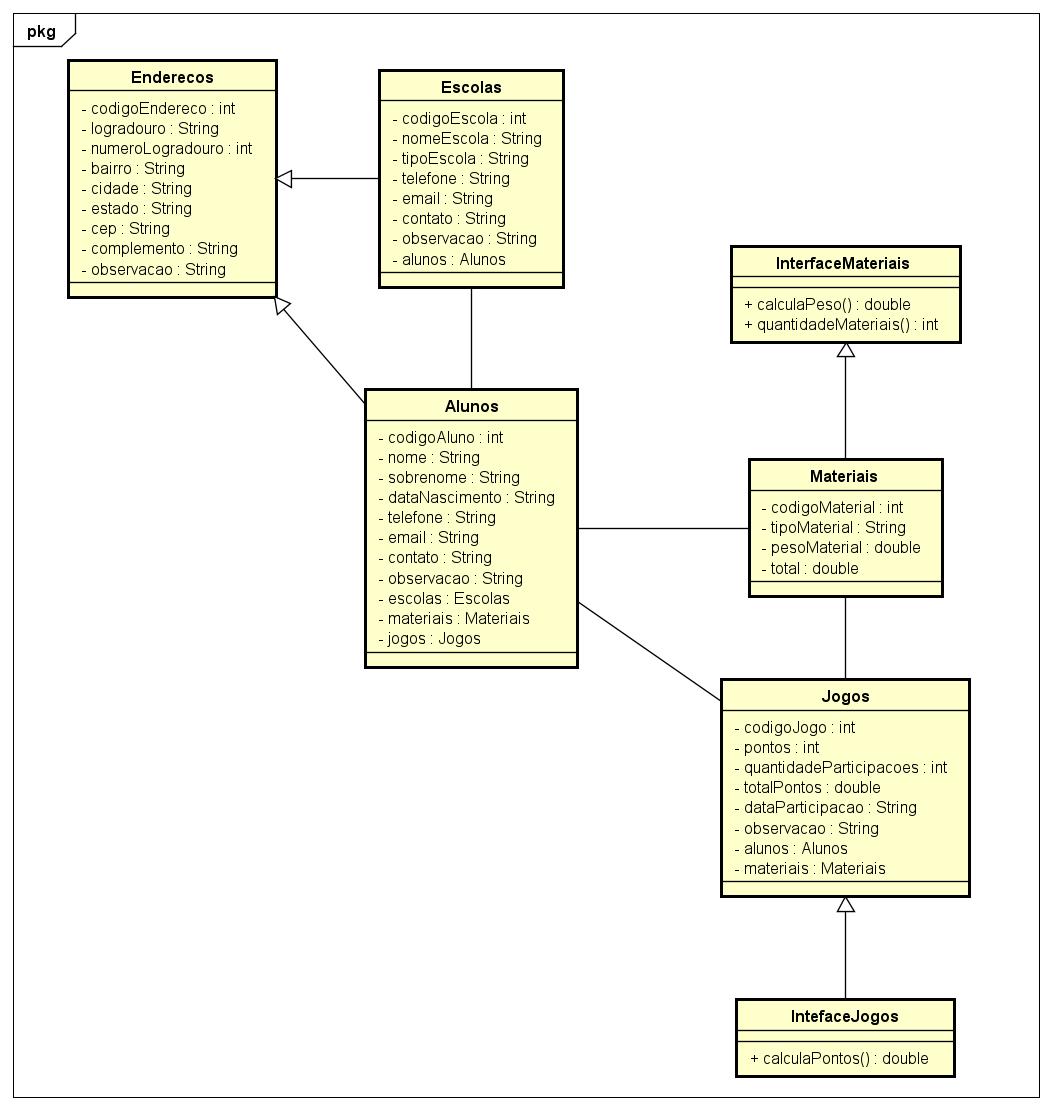 pkg
Enderecos
- codigoEndereco : int
- logradouro : String
- numeroLogradouro : int
- bairro : String
- cidade : String
- estado : String
- cep : String
- complemento : String
- observacao : String
Escolas
- codigoEscola : int
- nomeEscola : String
- tipoEscola : String
- telefone : String
- email : String
- contato : String
- observacao : String
- alunos : Alunos
InterfaceMateriais
+ calculaPeso() : double
+ quantidadeMateriais() : int
Alunos
- codigoAluno : int
- nome : String
- sobrenome : String
- dataNascimento : String
- telefone : String
- email : String
- contato : String
- observacao : String
- escolas : Escolas
- materiais : Materiais
- jogos : Jogos
Materiais
- codigoMaterial : int
- tipoMaterial : String
- pesoMaterial : double
- total : double
Jogos
- codigoJogo : int
- pontos : int
- quantidadeParticipacoes : int
- totalPontos : double
- dataParticipacao : String
- observacao : String
- alunos : Alunos
- materiais : Materiais
IntefaceJogos
+ calculaPontos() : double